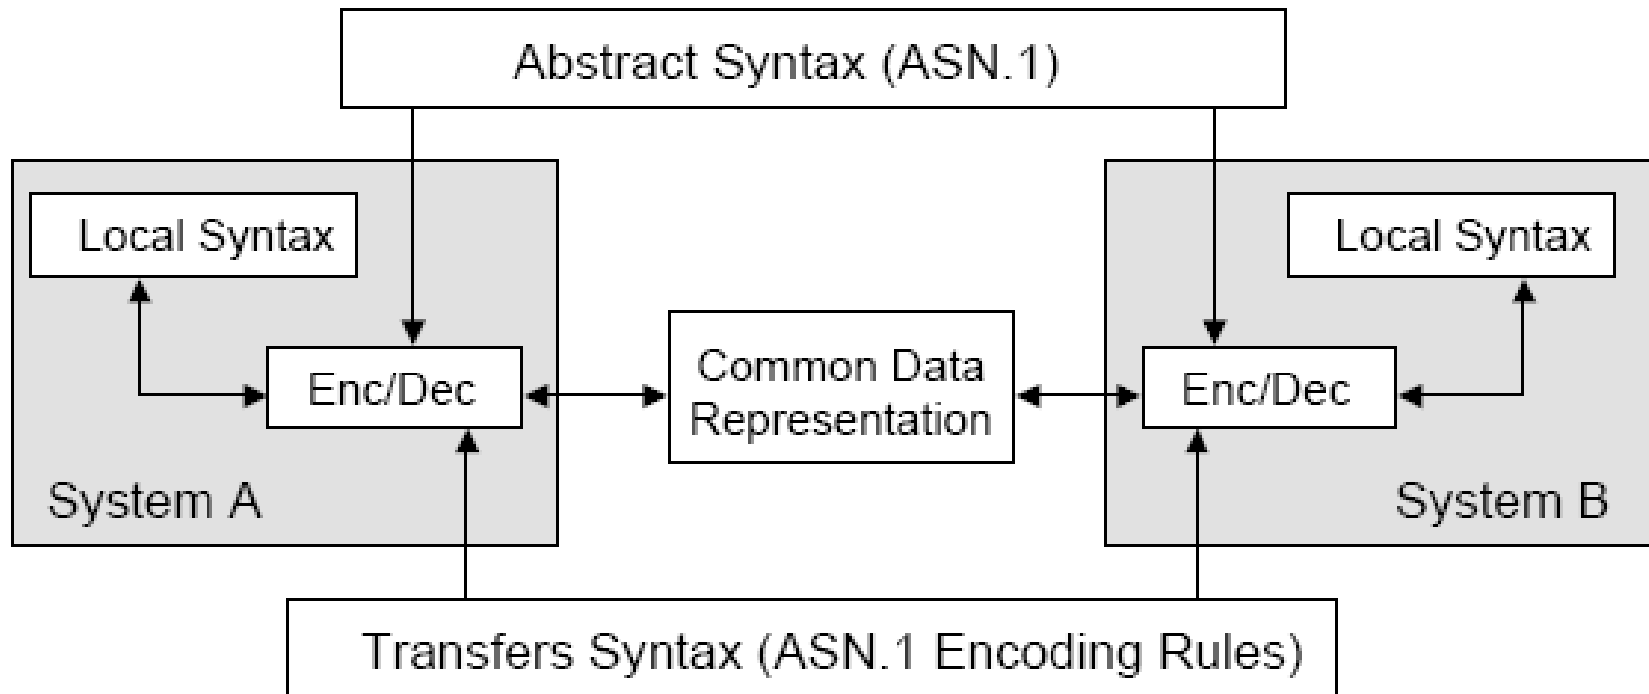 Abstract Syntax (ASN.1)
Local Syntax
Local Syntax
Enc/Dec
Common Data
Representation
Enc/Dec
System A
System B
Transfers Syntax (ASN.1 Encoding Rules)